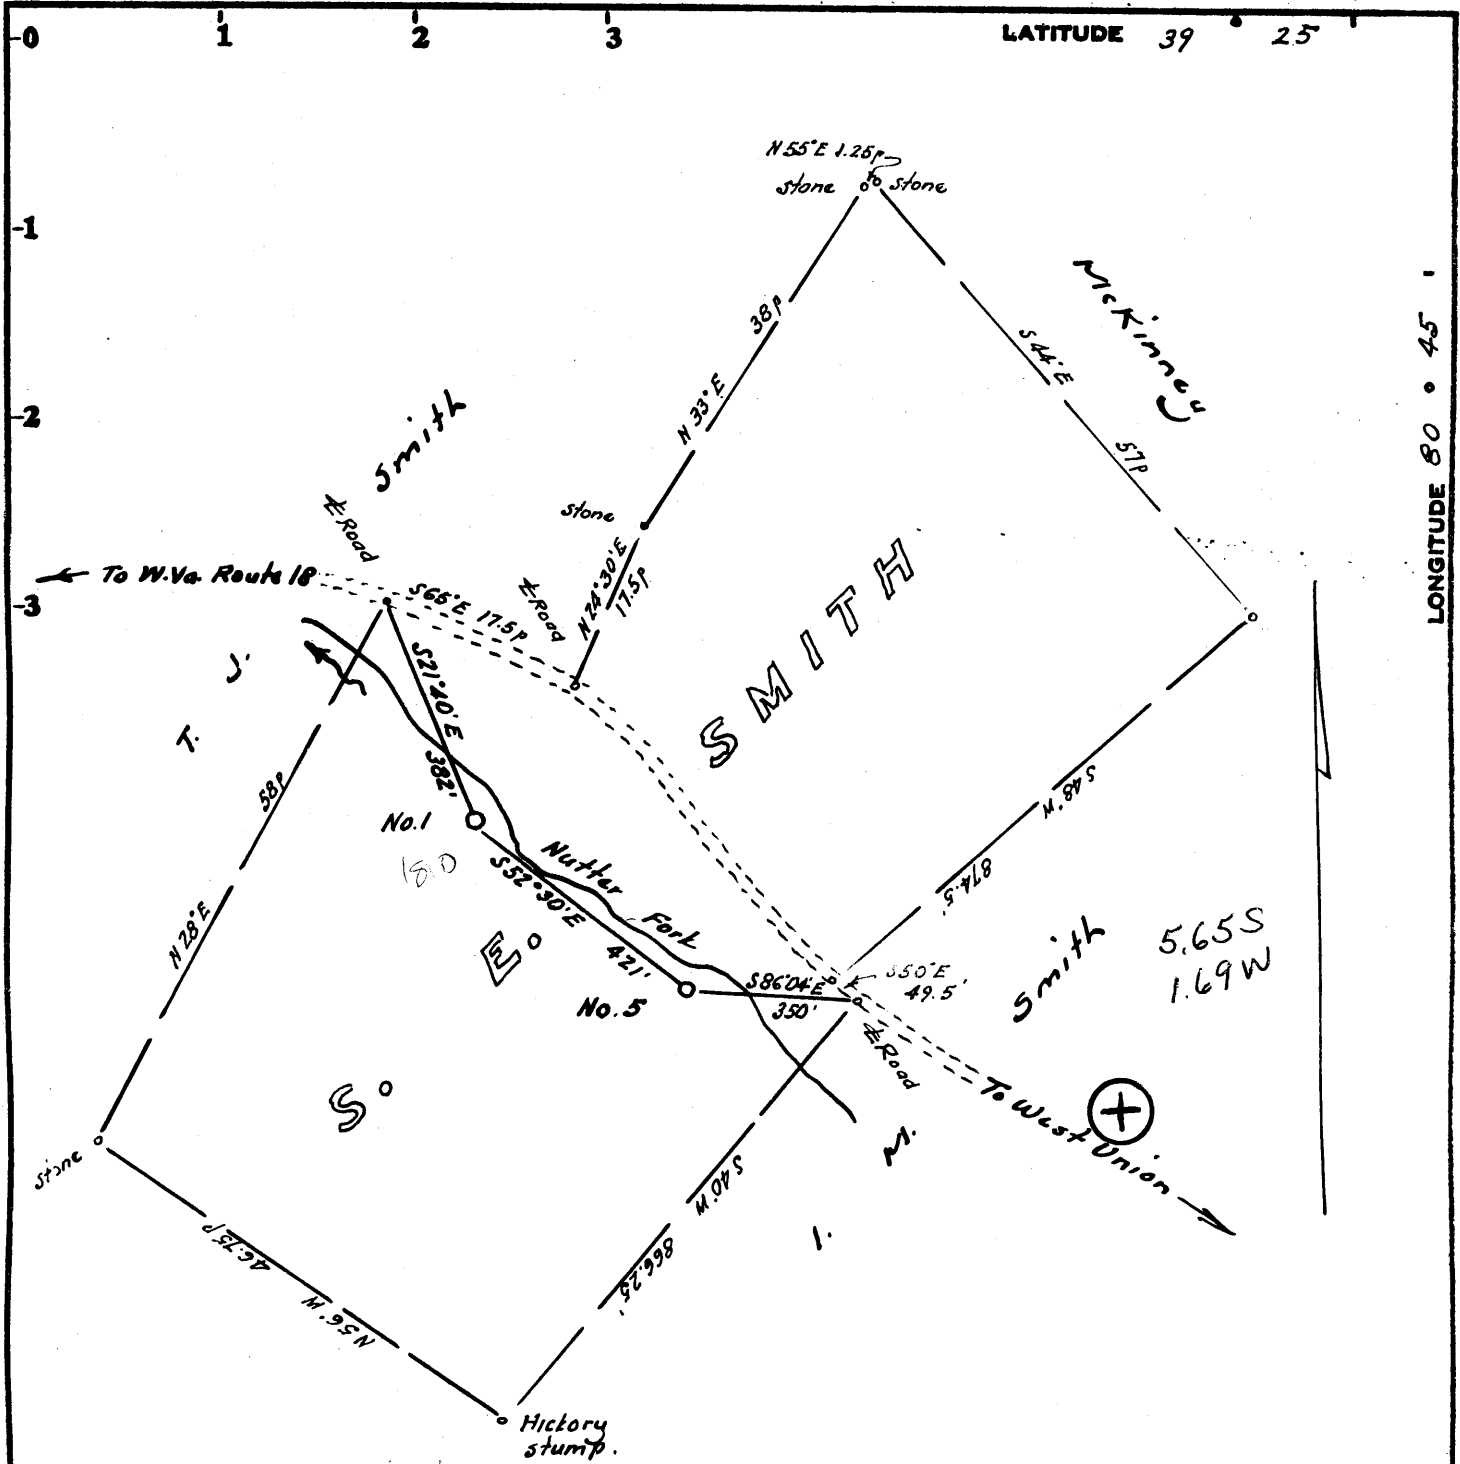 0 1 2 3 LATITUDE 39 ° 25 '
-1
-2
-3
LONGITUDE 80 ° 45 '
N55°E 1.25p
stone to stone
38p
N33°E
S44°E
57p
McKinney
Smith
℄ Road
stone
← To W.Va. Route 18
S65°E 17.5p
℄ Road
N24°30'E
17.5p
SMITH
T. J.
S21°40'E
382'
58p
N28°E
No.1
180
S52°30'E
421'
Nutter Fork
S48°W
874.5'
S. E.
No.5
S86°04'E
350'
S50°E
49.5'
℄ Road
Smith
5.65S
1.69W
To West Union
I. M.
stone
S40°W
866.25'
46.75P
N56°W
Hickory
stump.